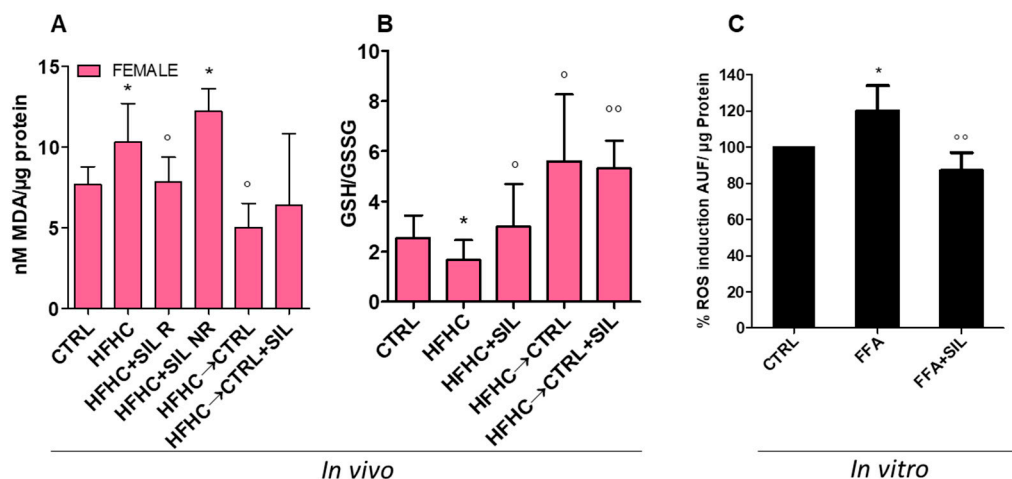 A
nM MDA/µg protein
15
10
5
0
FEMALE
*
°
*
°
CTRL
HFHC
HFHC+SIL R
HFHC+SIL NR
HFHC→CTRL
HFHC→CTRL+SIL
B
GSH/GSSG
10
8
6
4
2
0
*
°
°
°°
CTRL
HFHC
HFHC+SIL
HFHC→CTRL
HFHC→CTRL+SIL
In vivo
C
% ROS induction AUF/ µg Protein
140
120
100
80
60
40
20
0
*
°°
CTRL
FFA
FFA+SIL
In vitro